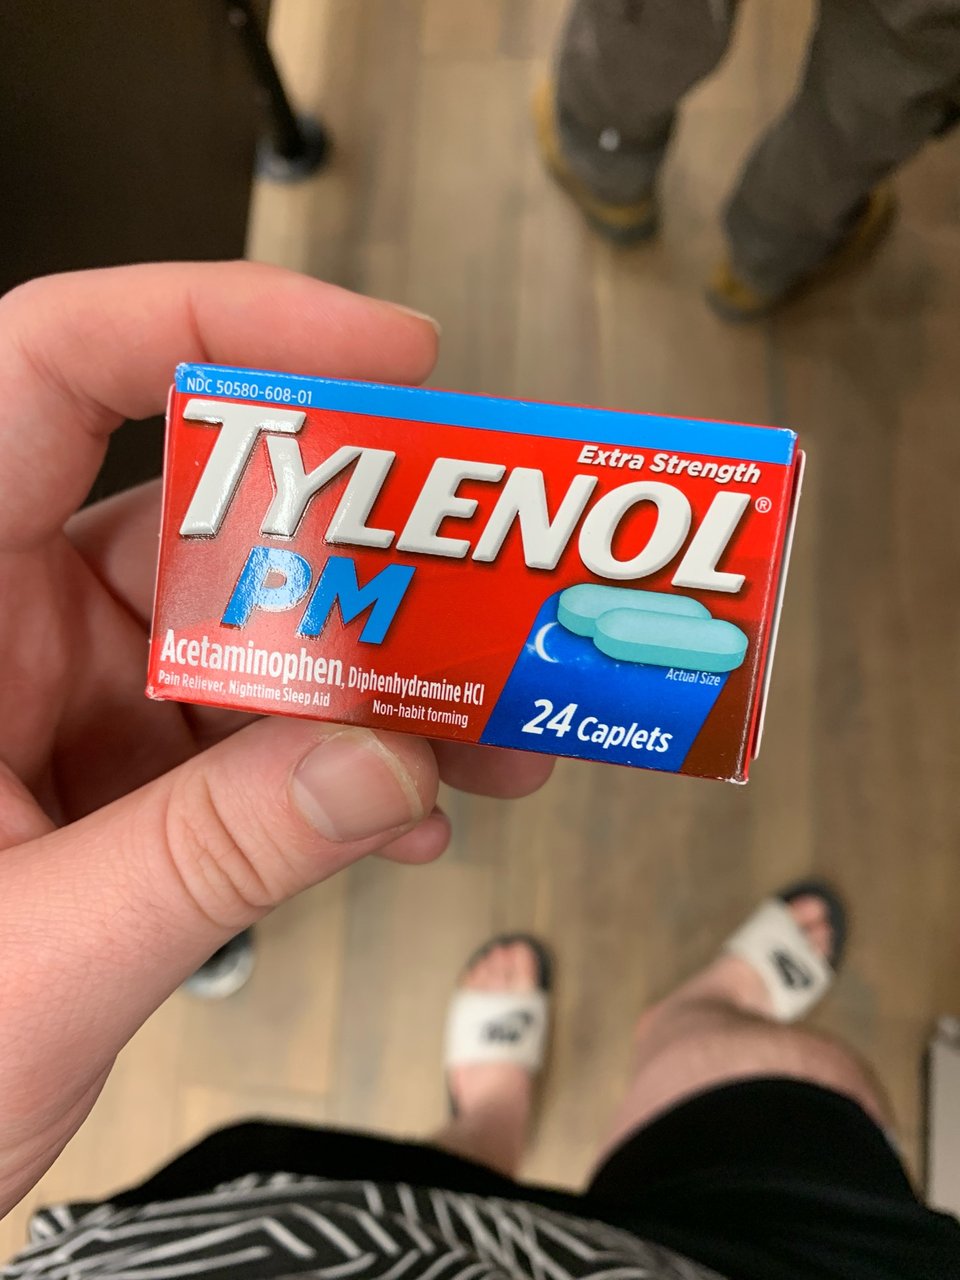 NDC 50580-608-01
Extra Strength
TYLENOL®
PM
Acetaminophen, Diphenhydramine HCl
Pain Reliever, Nighttime Sleep Aid
Non-habit forming
Actual Size
24 Caplets